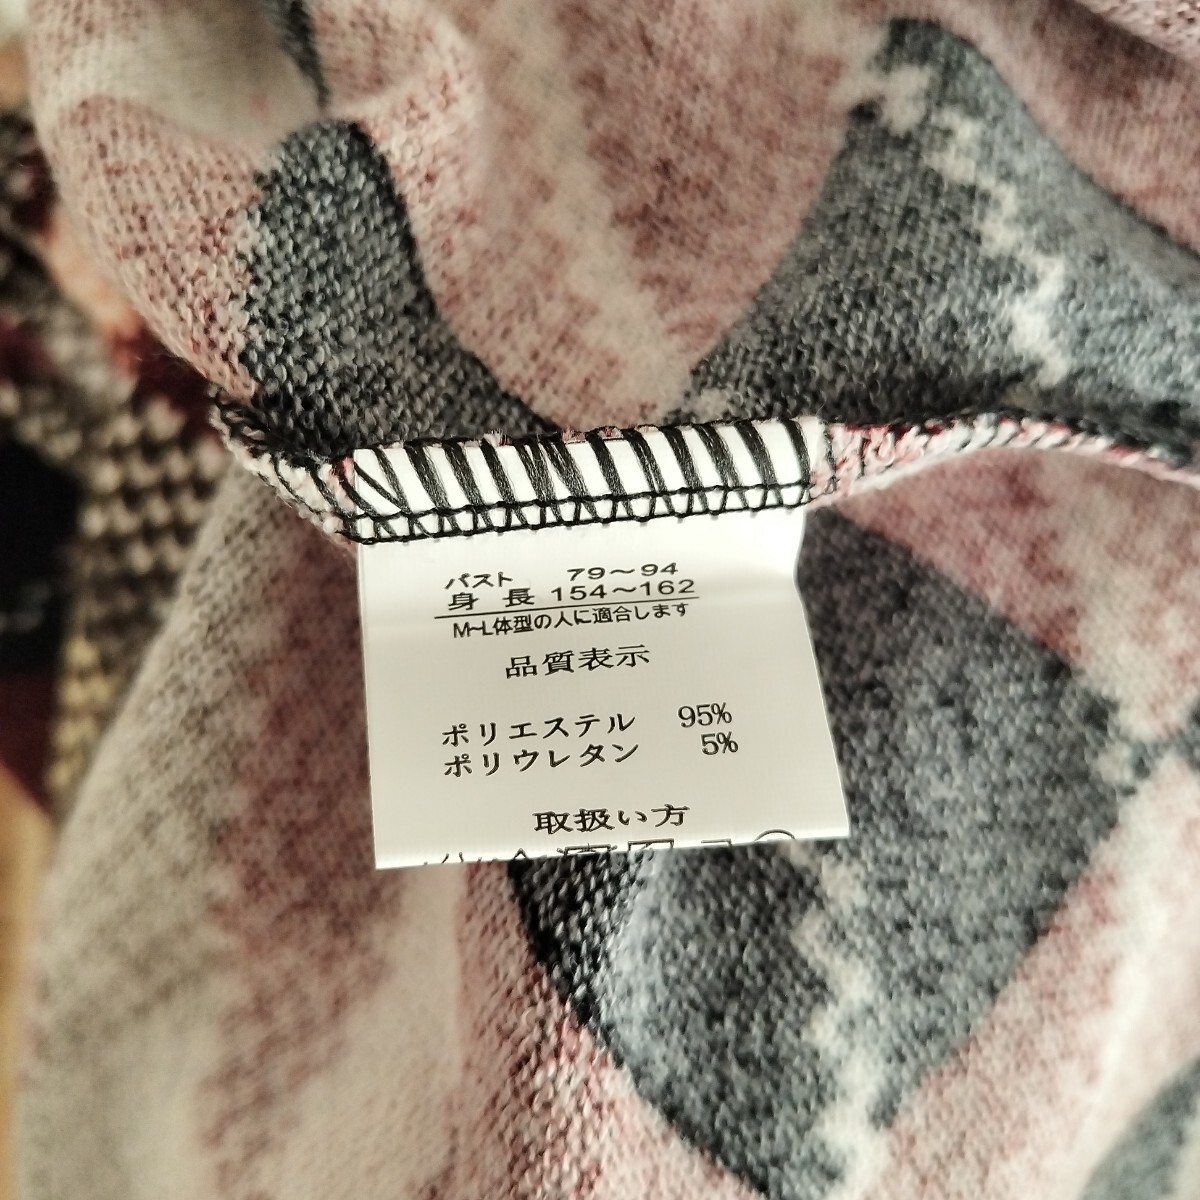 バスト 79～94
身長 154～162
M~L体型の人に適合します
品質表示
ポリエステル 95%
ポリウレタン 5%
取扱い方